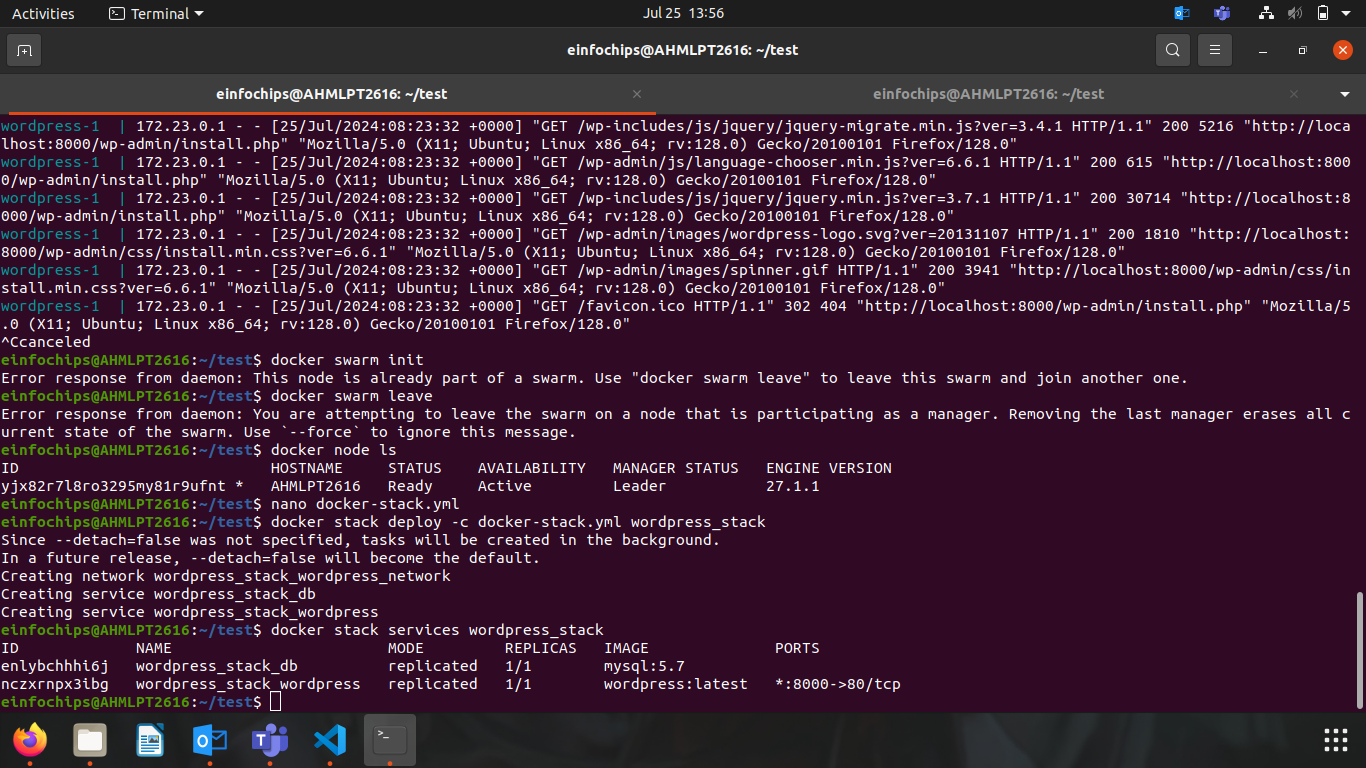 Activities Terminal Jul 25 13:56
einfochips@AHMLPT2616: ~/test
einfochips@AHMLPT2616: ~/test einfochips@AHMLPT2616: ~/test
wordpress-1  | 172.23.0.1 - - [25/Jul/2024:08:23:32 +0000] "GET /wp-includes/js/jquery/jquery-migrate.min.js?ver=3.4.1 HTTP/1.1" 200 5216 "http://loca
lhost:8000/wp-admin/install.php" "Mozilla/5.0 (X11; Ubuntu; Linux x86_64; rv:128.0) Gecko/20100101 Firefox/128.0"
wordpress-1  | 172.23.0.1 - - [25/Jul/2024:08:23:32 +0000] "GET /wp-admin/js/language-chooser.min.js?ver=6.6.1 HTTP/1.1" 200 615 "http://localhost:800
0/wp-admin/install.php" "Mozilla/5.0 (X11; Ubuntu; Linux x86_64; rv:128.0) Gecko/20100101 Firefox/128.0"
wordpress-1  | 172.23.0.1 - - [25/Jul/2024:08:23:32 +0000] "GET /wp-includes/js/jquery/jquery.min.js?ver=3.7.1 HTTP/1.1" 200 30714 "http://localhost:8
000/wp-admin/install.php" "Mozilla/5.0 (X11; Ubuntu; Linux x86_64; rv:128.0) Gecko/20100101 Firefox/128.0"
wordpress-1  | 172.23.0.1 - - [25/Jul/2024:08:23:32 +0000] "GET /wp-admin/images/wordpress-logo.svg?ver=20131107 HTTP/1.1" 200 1810 "http://localhost:
8000/wp-admin/css/install.min.css?ver=6.6.1" "Mozilla/5.0 (X11; Ubuntu; Linux x86_64; rv:128.0) Gecko/20100101 Firefox/128.0"
wordpress-1  | 172.23.0.1 - - [25/Jul/2024:08:23:32 +0000] "GET /wp-admin/images/spinner.gif HTTP/1.1" 200 3941 "http://localhost:8000/wp-admin/css/in
stall.min.css?ver=6.6.1" "Mozilla/5.0 (X11; Ubuntu; Linux x86_64; rv:128.0) Gecko/20100101 Firefox/128.0"
wordpress-1  | 172.23.0.1 - - [25/Jul/2024:08:23:32 +0000] "GET /favicon.ico HTTP/1.1" 302 404 "http://localhost:8000/wp-admin/install.php" "Mozilla/5
.0 (X11; Ubuntu; Linux x86_64; rv:128.0) Gecko/20100101 Firefox/128.0"
^Ccanceled
einfochips@AHMLPT2616:~/test$ docker swarm init
Error response from daemon: This node is already part of a swarm. Use "docker swarm leave" to leave this swarm and join another one.
einfochips@AHMLPT2616:~/test$ docker swarm leave
Error response from daemon: You are attempting to leave the swarm on a node that is participating as a manager. Removing the last manager erases all c
urrent state of the swarm. Use `--force` to ignore this message.
einfochips@AHMLPT2616:~/test$ docker node ls
ID                            HOSTNAME     STATUS    AVAILABILITY   MANAGER STATUS   ENGINE VERSION
yjx82r7l8ro3295my81r9ufnt *   AHMLPT2616   Ready     Active         Leader           27.1.1
einfochips@AHMLPT2616:~/test$ nano docker-stack.yml
einfochips@AHMLPT2616:~/test$ docker stack deploy -c docker-stack.yml wordpress_stack
Since --detach=false was not specified, tasks will be created in the background.
In a future release, --detach=false will become the default.
Creating network wordpress_stack_wordpress_network
Creating service wordpress_stack_db
Creating service wordpress_stack_wordpress
einfochips@AHMLPT2616:~/test$ docker stack services wordpress_stack
ID             NAME                        MODE         REPLICAS   IMAGE              PORTS
enlybchhhi6j   wordpress_stack_db          replicated   1/1        mysql:5.7
nczxrnpx3ibg   wordpress_stack_wordpress   replicated   1/1        wordpress:latest   *:8000->80/tcp
einfochips@AHMLPT2616:~/test$